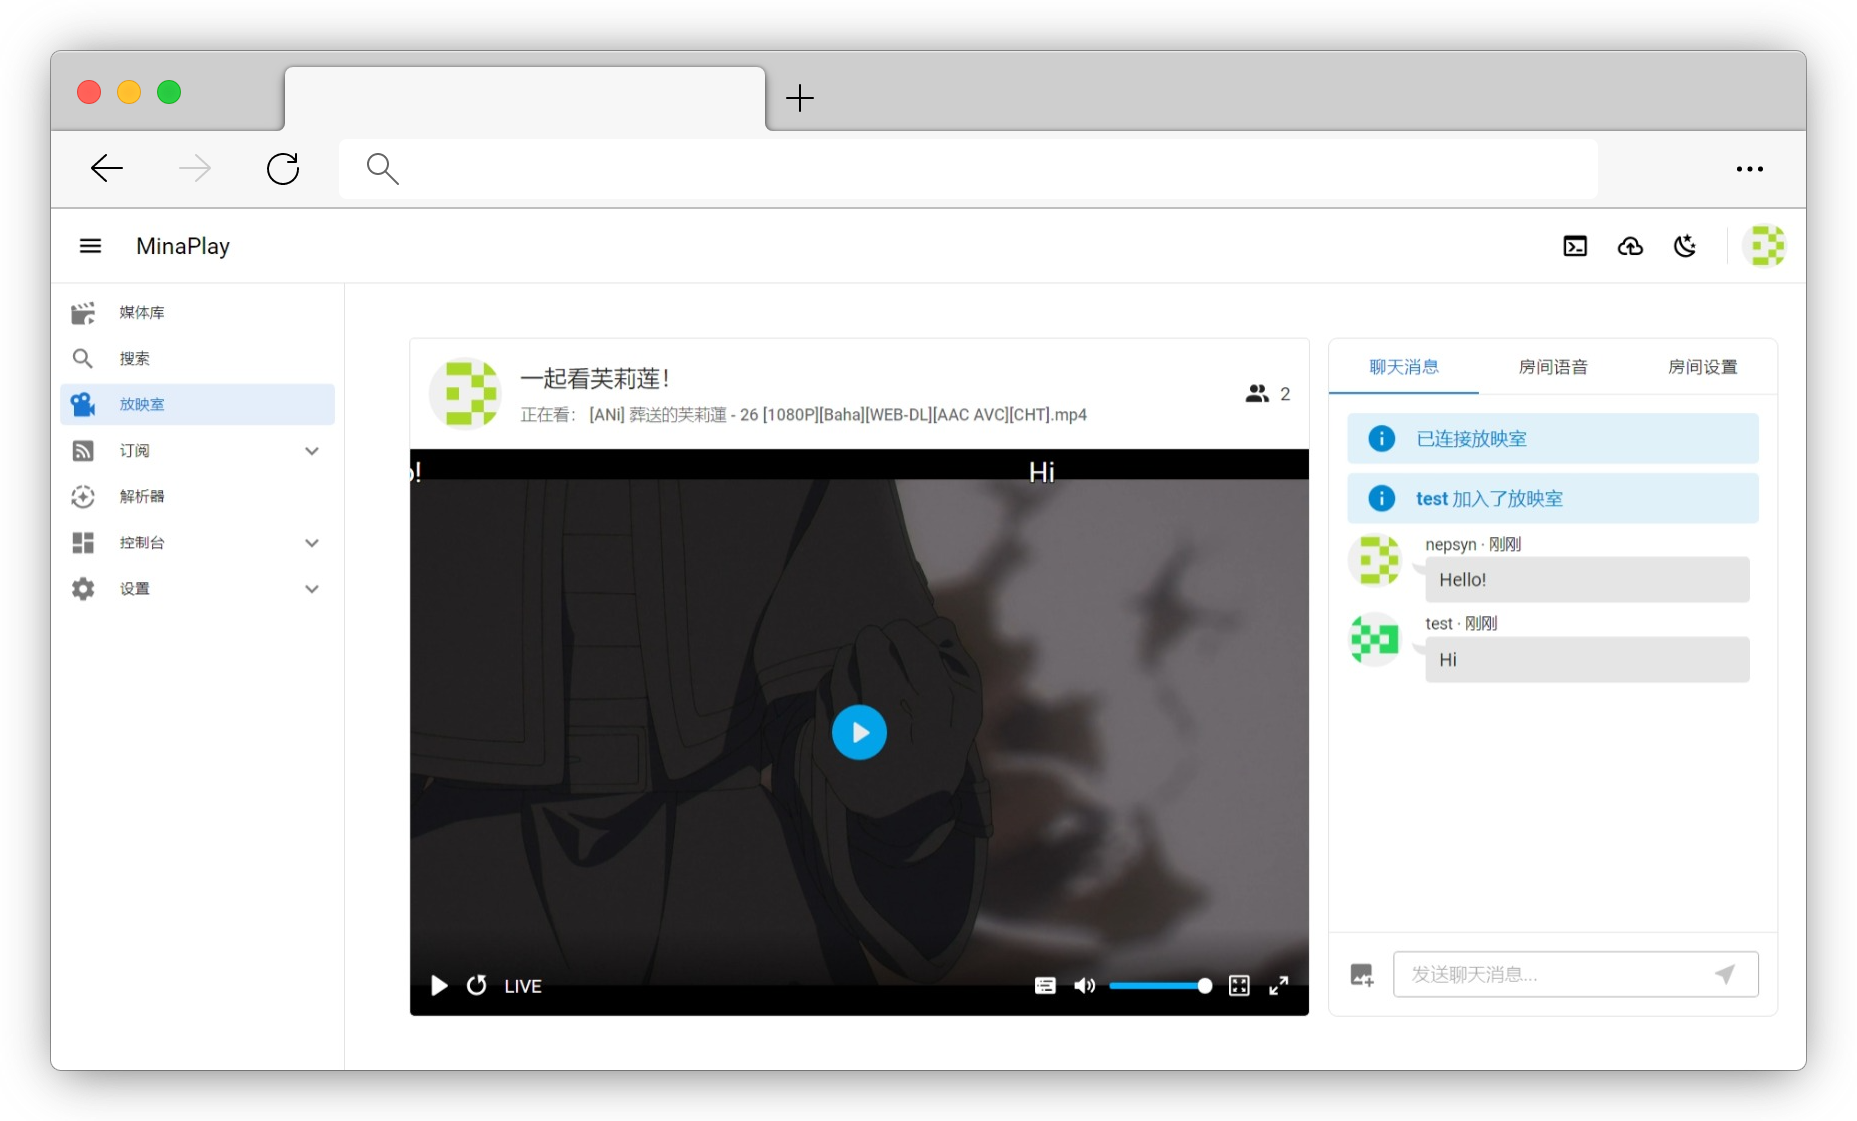 MinaPlay
媒体库
搜索
放映室
订阅
解析器
控制台
设置
一起看芙莉莲！
正在看： [ANi] 葬送的芙莉蓮 - 26 [1080P][Baha][WEB-DL][AAC AVC][CHT].mp4
2
o!
Hi
LIVE
聊天消息
房间语音
房间设置
已连接放映室
test 加入了放映室
nepsyn · 刚刚
Hello!
test · 刚刚
Hi
发送聊天消息...